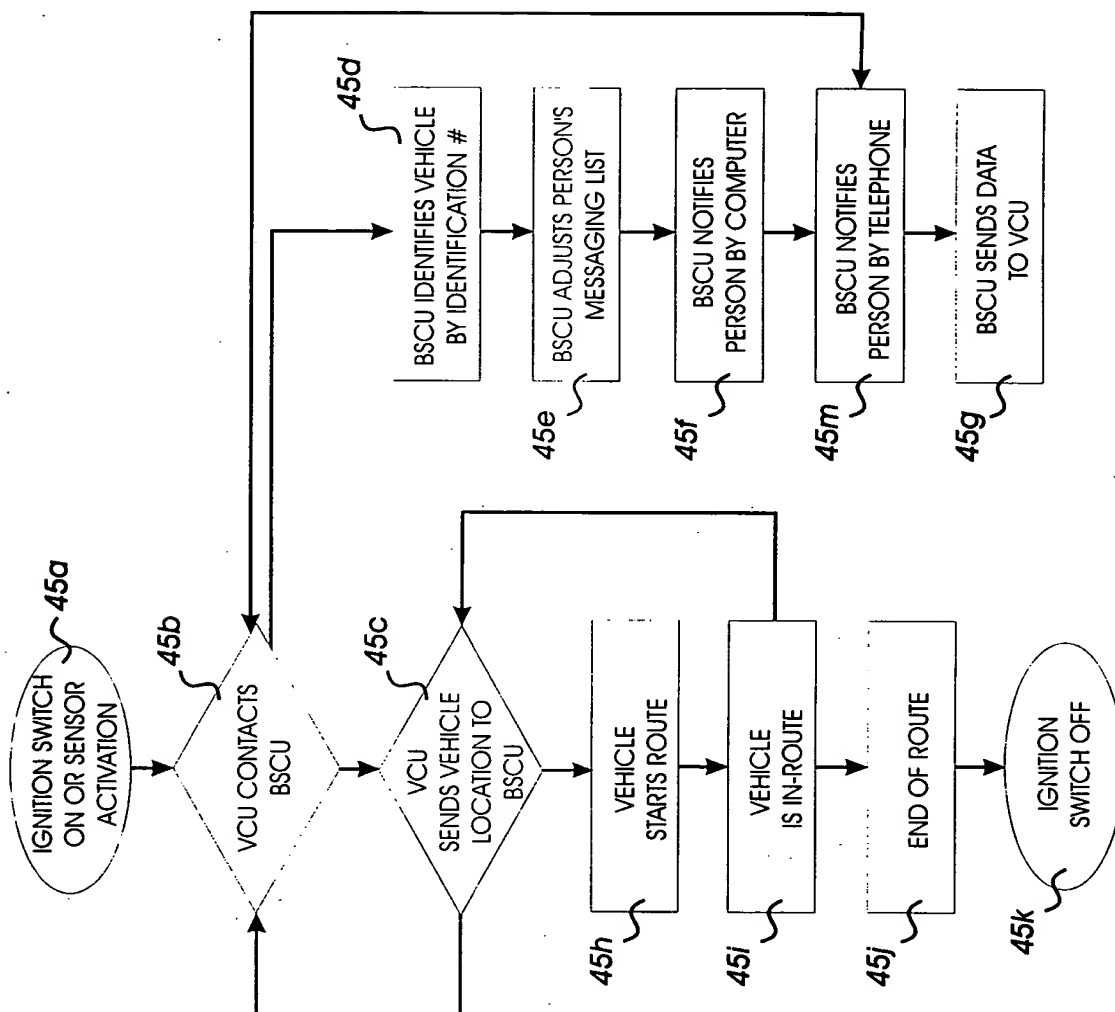 45a
IGNITION SWITCH
ON OR SENSOR
ACTIVATION
45b
VCU CONTACTS
BSCU
45c
VCU
SENDS VEHICLE
LOCATION TO
BSCU
45h
VEHICLE
STARTS ROUTE
45i
VEHICLE
IS IN-ROUTE
45j
END OF ROUTE
45k
IGNITION
SWITCH OFF
45d
BSCU IDENTIFIES VEHICLE
BY IDENTIFICATION #
45e
BSCU ADJUSTS PERSON'S
MESSAGING LIST
45f
BSCU NOTIFIES
PERSON BY COMPUTER
45m
BSCU NOTIFIES
PERSON BY TELEPHONE
45g
BSCU SENDS DATA
TO VCU